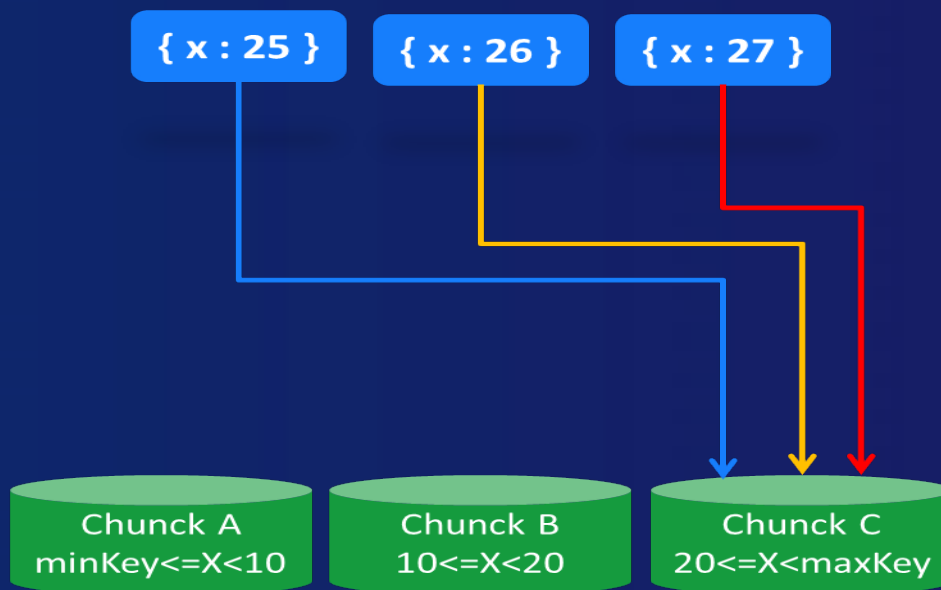 { x : 25 }
{ x : 26 }
{ x : 27 }
Chunck A
minKey<=X<10
Chunck B
10<=X<20
Chunck C
20<=X<maxKey